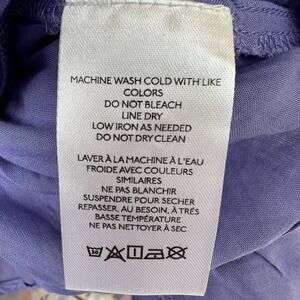 MACHINE WASH COLD WITH LIKE
COLORS
DO NOT BLEACH
LINE DRY
LOW IRON AS NEEDED
DO NOT DRY CLEAN
LAVER À LA MACHINE À L'EAU
FROIDE AVEC COULEURS
SIMILAIRES
NE PAS BLANCHIR
SUSPENDRE POUR SECHER
REPASSER, AU BESOIN, À TRÉS
BASSE TEMPÉRATURE
NE PAS NETTOYER À SEC
30